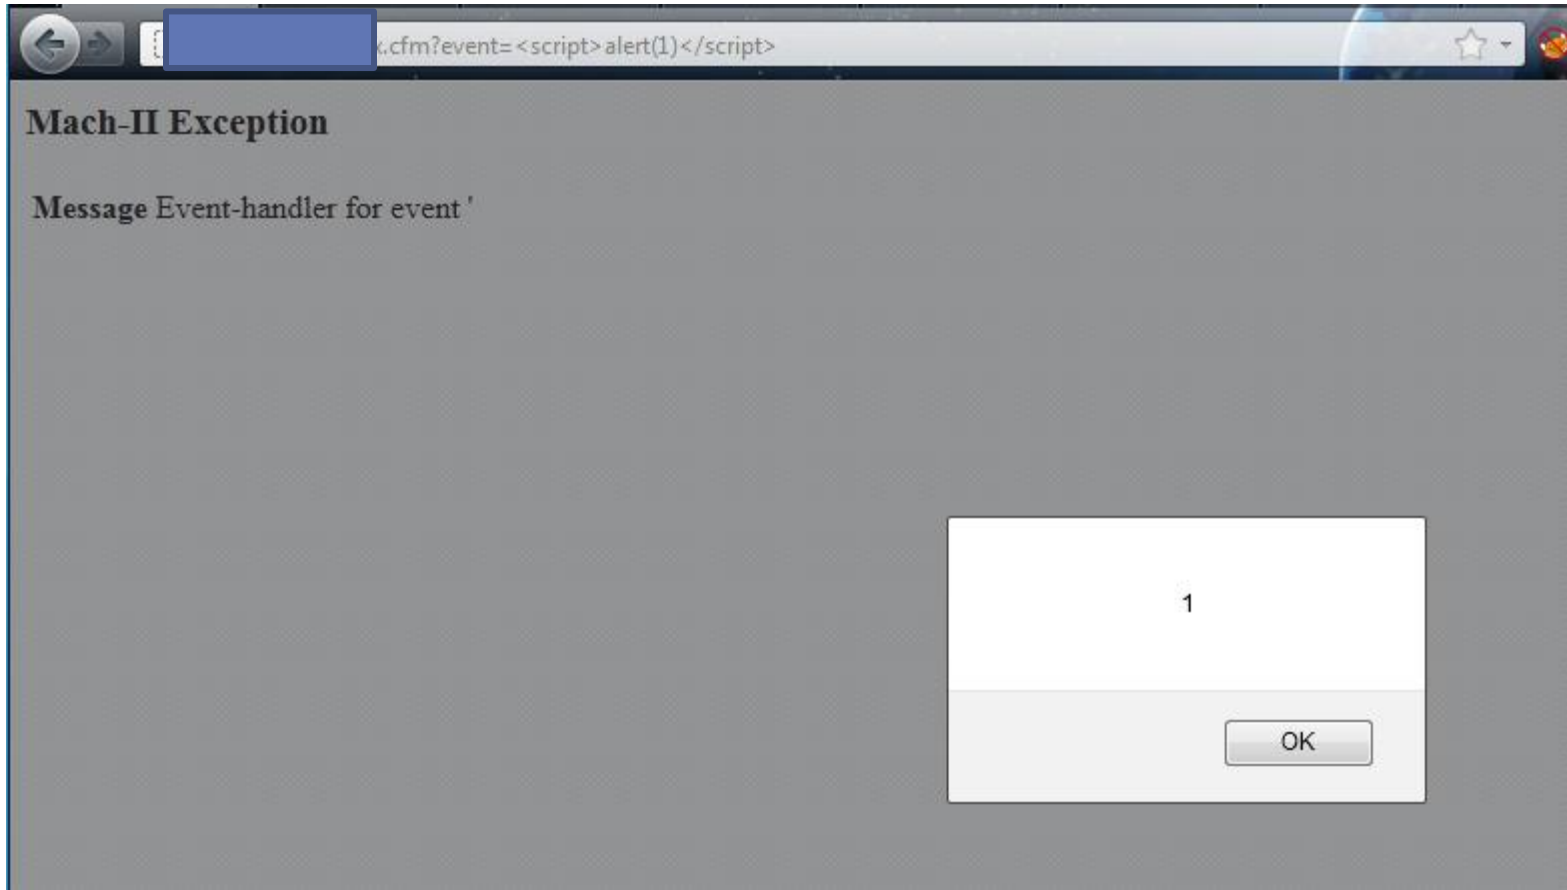 x.cfm?event=<script>alert(1)</script>
Mach-II Exception
Message Event-handler for event '
1
OK